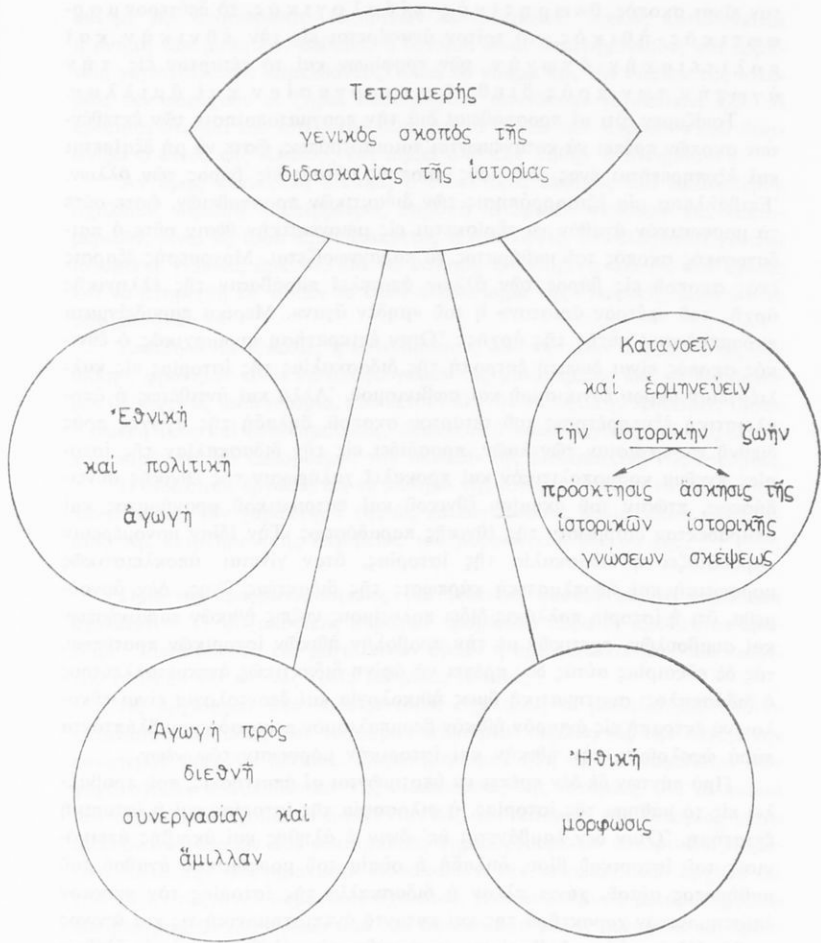 Τετραμερής
γενικός σκοπός τῆς
διδασκαλίας τῆς ἱστορίας
Ἐθνική
καί πολιτική
ἀγωγή
Κατανοεῖν
καί ἑρμηνεύειν
τήν ἱστορικήν ζωήν
πρόσκτησις ἄσκησις τῆς
ἱστορικῶν ἱστορικῆς
γνώσεων σκέψεως
Ἀγωγή πρός
διεθνῆ
συνεργασίαν καί
ἅμιλλαν
Ἠθική
μόρφωσις